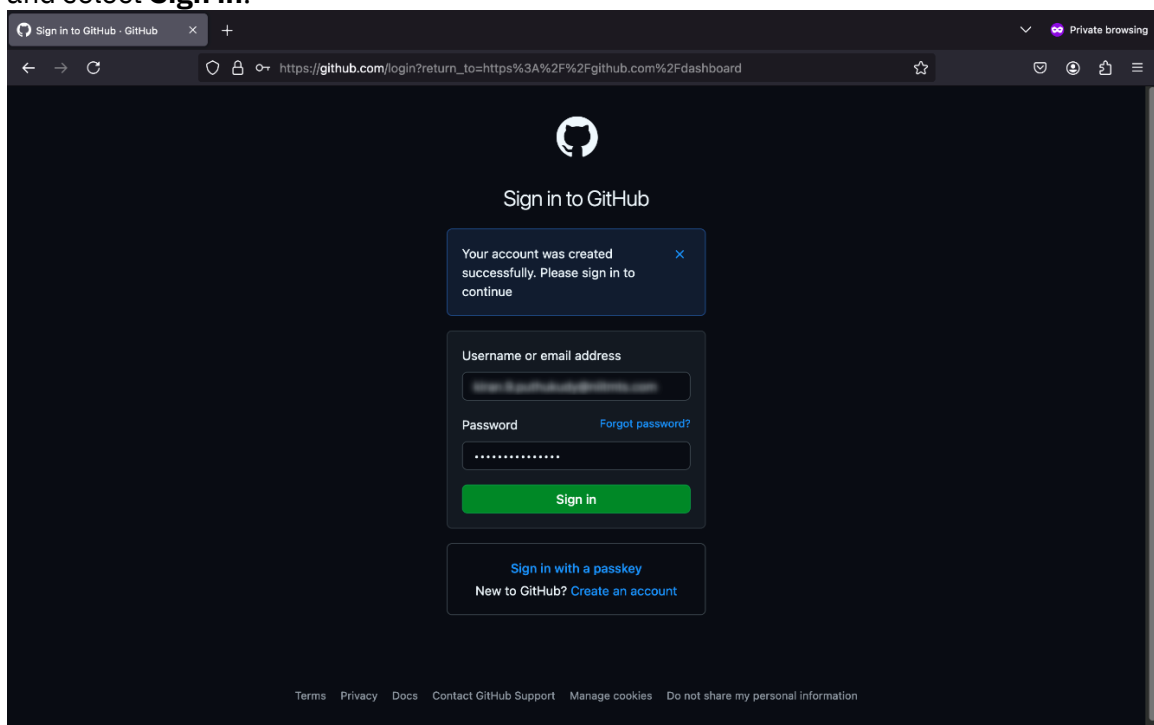 and select Sign in.
Sign in to GitHub · GitHub
Private browsing
https://github.com/login?return_to=https%3A%2F%2Fgithub.com%2Fdashboard
Sign in to GitHub
Your account was created
successfully. Please sign in to
continue
Username or email address
Password Forgot password?
Sign in
Sign in with a passkey
New to GitHub? Create an account
Terms Privacy Docs Contact GitHub Support Manage cookies Do not share my personal information